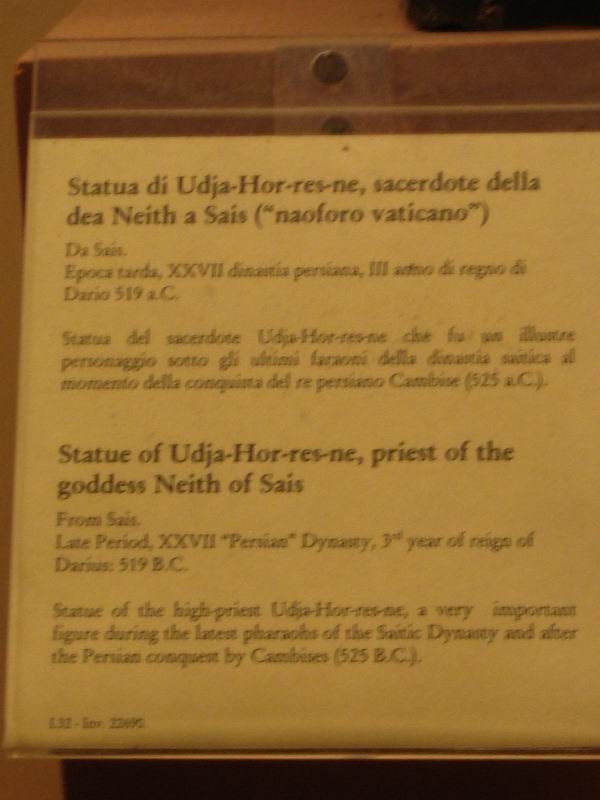 Statua di Udja-Hor-res-ne, sacerdote della
dea Neith a Sais (“naoforo vaticano”)
Da Sais.
Epoca tarda, XXVII dinastia persiana, III anno di regno di
Dario 519 a.C.
Statua del sacerdote Udja-Hor-res-ne che fu un illustre
personaggio sotto gli ultimi faraoni della dinastia saitica al
momento della conquista del re persiano Cambise (525 a.C.).
Statue of Udja-Hor-res-ne, priest of the
goddess Neith of Sais
From Sais.
Late Period, XXVII “Persian” Dynasty, 3rd year of reign of
Darius: 519 B.C.
Statue of the high-priest Udja-Hor-res-ne, a very important
figure during the latest pharaohs of the Saitic Dynasty and after
the Persian conquest by Cambises (525 B.C.).
Inv.